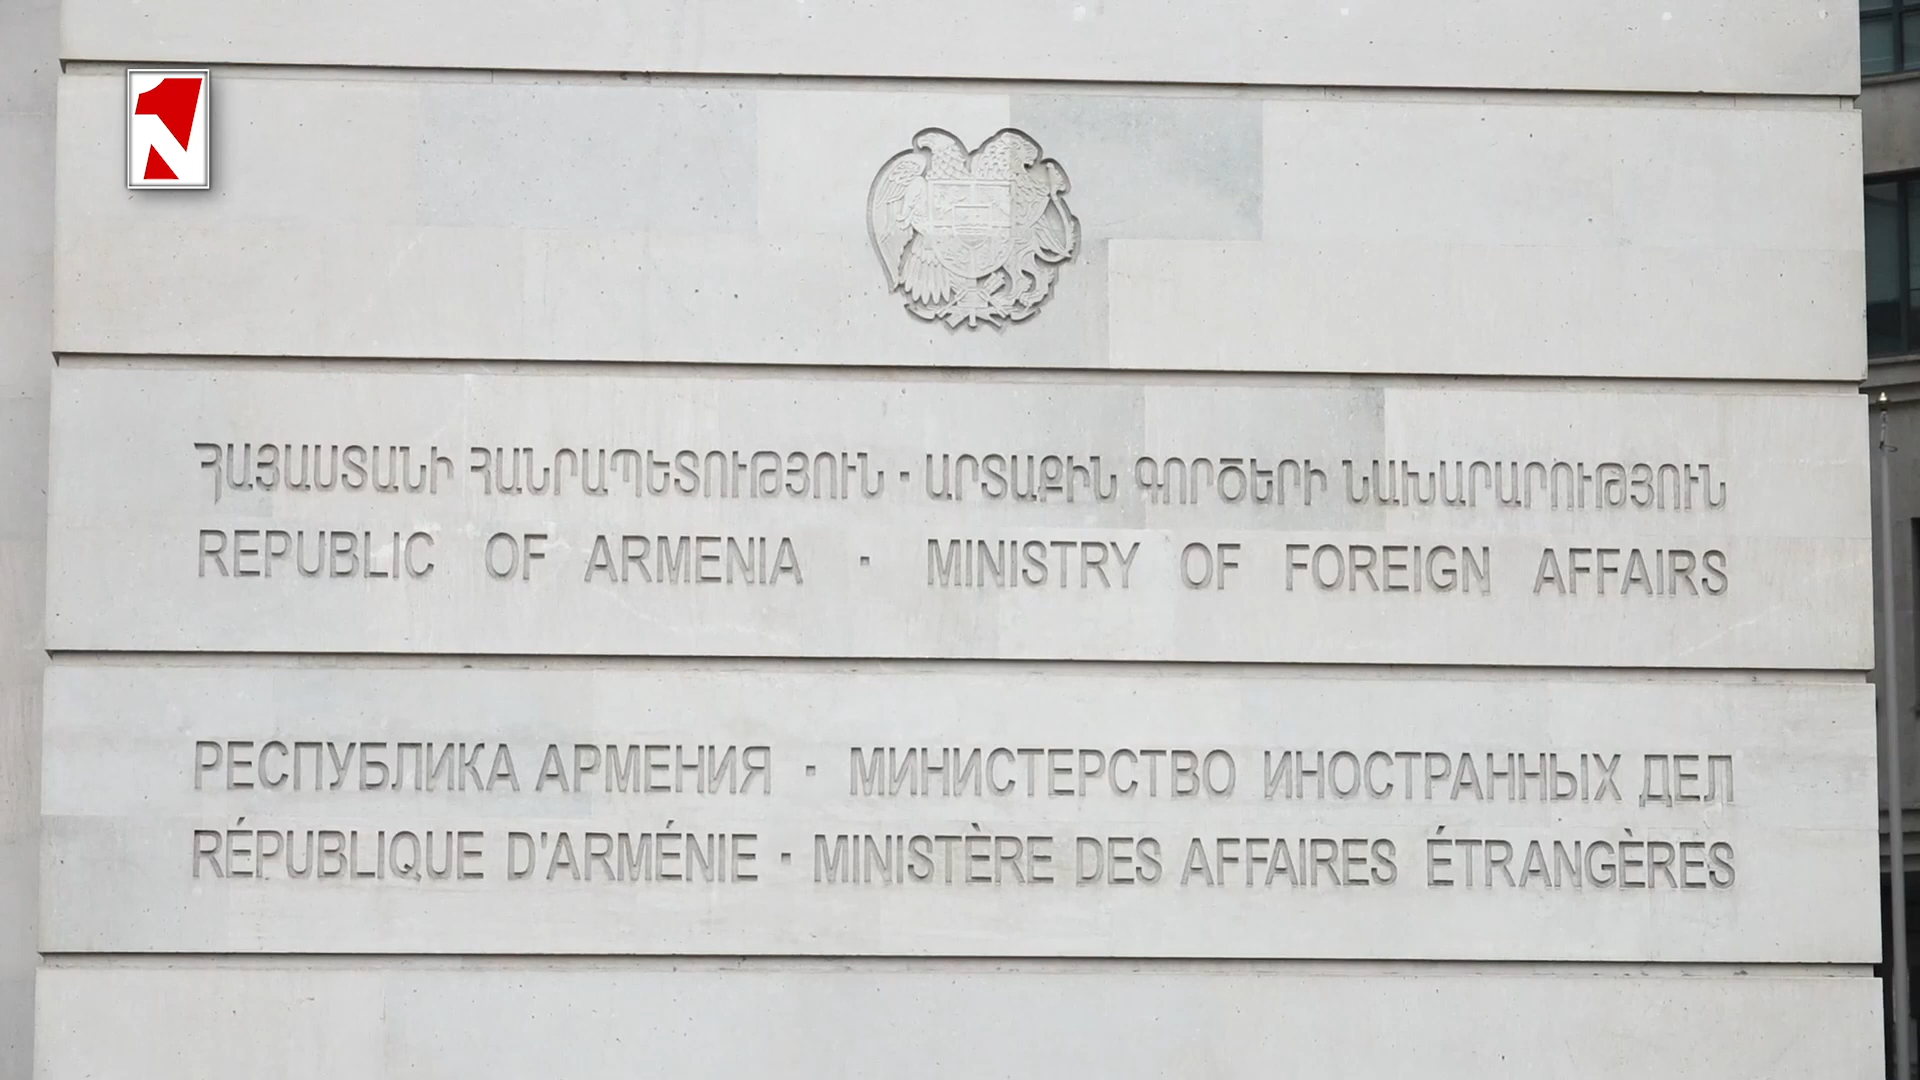 1N
ՀԱՅԱՍՏԱՆԻ ՀԱՆՐԱՊԵՏՈՒԹՅՈՒՆ · ԱՐՏԱՔԻՆ ԳՈՐԾԵՐԻ ՆԱԽԱՐԱՐՈՒԹՅՈՒՆ
REPUBLIC OF ARMENIA · MINISTRY OF FOREIGN AFFAIRS
РЕСПУБЛИКА АРМЕНИЯ · МИНИСТЕРСТВО ИНОСТРАННЫХ ДЕЛ
RÉPUBLIQUE D'ARMÉNIE · MINISTÈRE DES AFFAIRES ÉTRANGÈRES